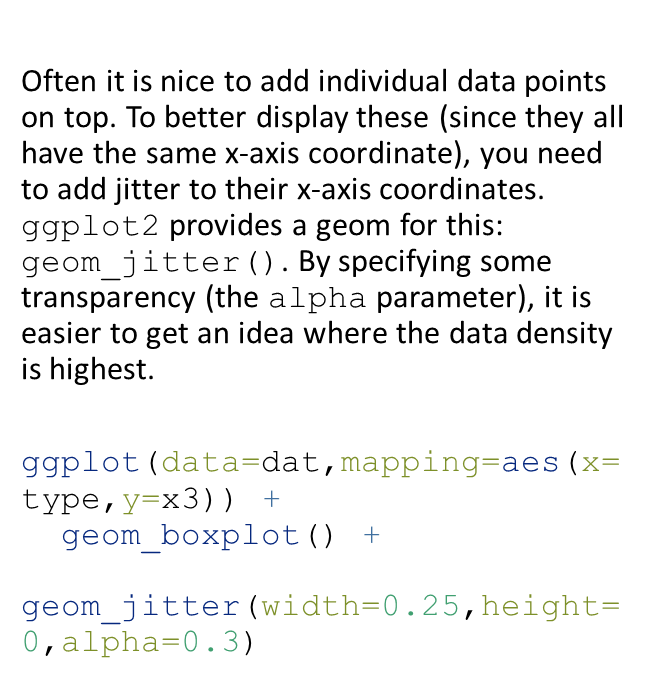 Often it is nice to add individual data points
on top. To better display these (since they all
have the same x-axis coordinate), you need
to add jitter to their x-axis coordinates.
ggplot2 provides a geom for this:
geom_jitter(). By specifying some
transparency (the alpha parameter), it is
easier to get an idea where the data density
is highest.
ggplot(data=dat,mapping=aes(x=
type,y=x3)) +
  geom_boxplot() +
geom_jitter(width=0.25,height=
0,alpha=0.3)